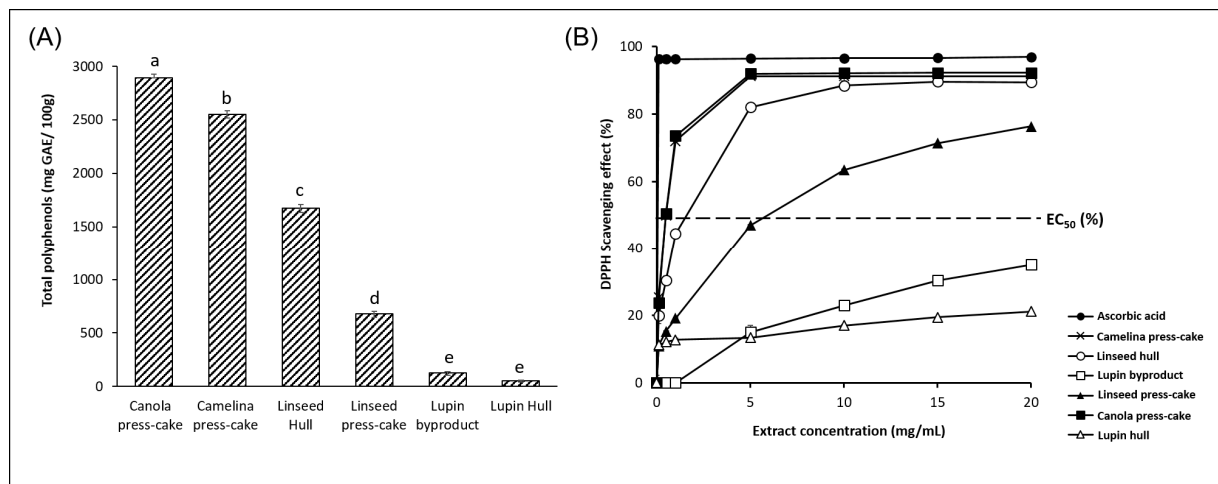 (A)
Total polyphenols (mg GAE/ 100g)
3000
2500
2000
1500
1000
500
0
a
b
c
d
e
e
Canola
press-cake
Camelina
press-cake
Linseed
Hull
Linseed
press-cake
Lupin
byproduct
Lupin Hull
(B)
DPPH Scavenging effect (%)
100
80
60
40
20
0
0
5
10
15
20
Extract concentration (mg/mL)
EC50 (%)
Ascorbic acid
Camelina press-cake
Linseed hull
Lupin byproduct
Linseed press-cake
Canola press-cake
Lupin hull